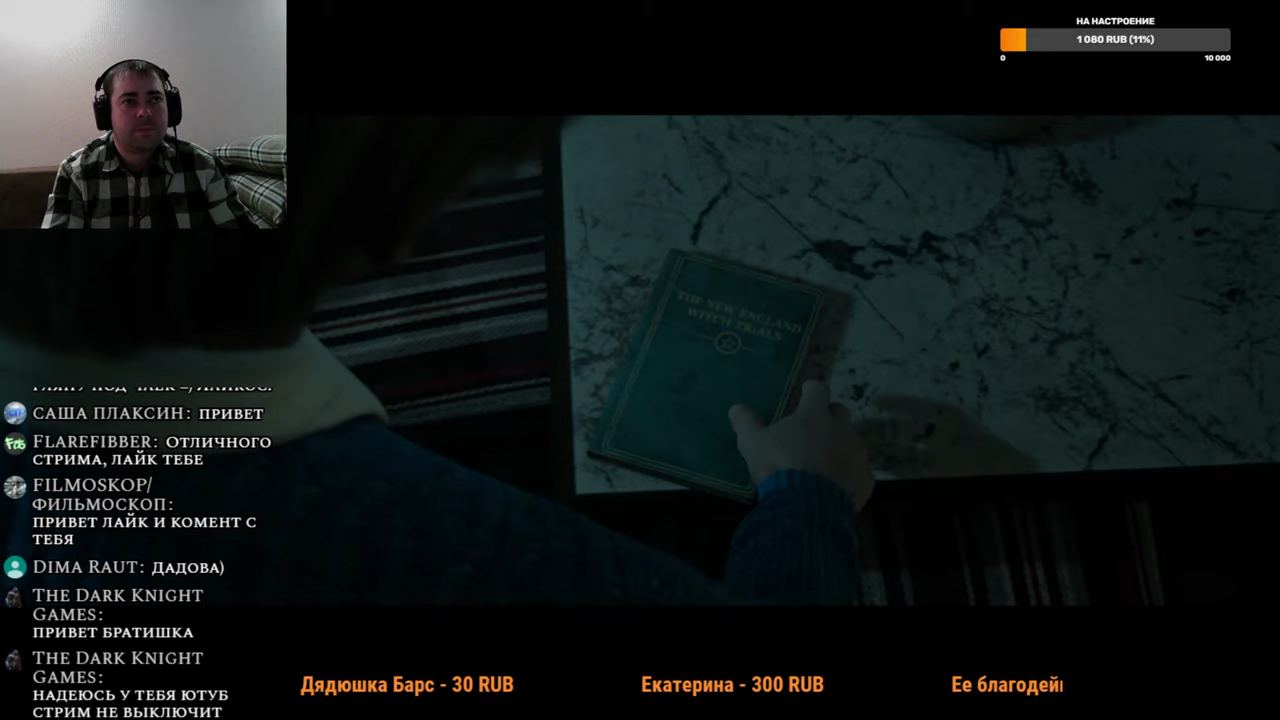 НА НАСТРОЕНИЕ
1 080 RUB (11%)
0
10 000
THE NEW ENGLAND
WITCH TRIALS
САША ПЛАКСИН: ПРИВЕТ
FLAREFIBBER: ОТЛИЧНОГО
СТРИМА, ЛАЙК ТЕБЕ
FILMOSKOP/
ФИЛЬМОСКОП:
ПРИВЕТ ЛАЙК И КОМЕНТ С
ТЕБЯ
DIMA RAUT: ДАДОВА)
THE DARK KNIGHT
GAMES:
ПРИВЕТ БРАТИШКА
THE DARK KNIGHT
GAMES:
НАДЕЮСЬ У ТЕБЯ ЮТУБ
СТРИМ НЕ ВЫКЛЮЧИТ
Дядюшка Барс - 30 RUB
Екатерина - 300 RUB
Ее